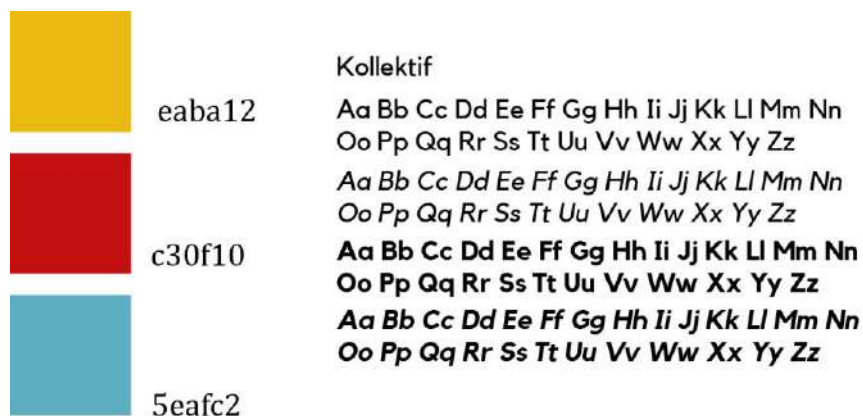 eaba12
c30f10
5eafc2
Kollektif
Aa Bb Cc Dd Ee Ff Gg Hh Ii Jj Kk Ll Mm Nn
Oo Pp Qq Rr Ss Tt Uu Vv Ww Xx Yy Zz
Aa Bb Cc Dd Ee Ff Gg Hh Ii Jj Kk Ll Mm Nn
Oo Pp Qq Rr Ss Tt Uu Vv Ww Xx Yy Zz
Aa Bb Cc Dd Ee Ff Gg Hh Ii Jj Kk Ll Mm Nn
Oo Pp Qq Rr Ss Tt Uu Vv Ww Xx Yy Zz
Aa Bb Cc Dd Ee Ff Gg Hh Ii Jj Kk Ll Mm Nn
Oo Pp Qq Rr Ss Tt Uu Vv Ww Xx Yy Zz